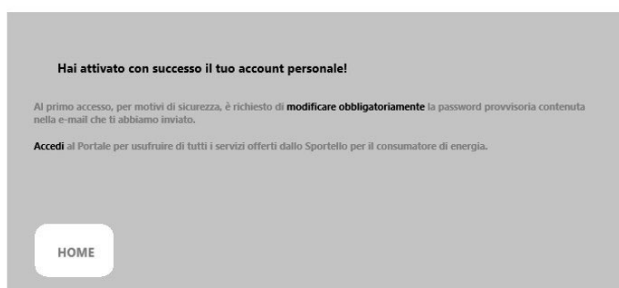 Hai attivato con successo il tuo account personale!
Al primo accesso, per motivi di sicurezza, è richiesto di modificare obbligatoriamente la password provvisoria contenuta
nella e-mail che ti abbiamo inviato.
Accedi al Portale per usufruire di tutti i servizi offerti dallo Sportello per il consumatore di energia.
HOME